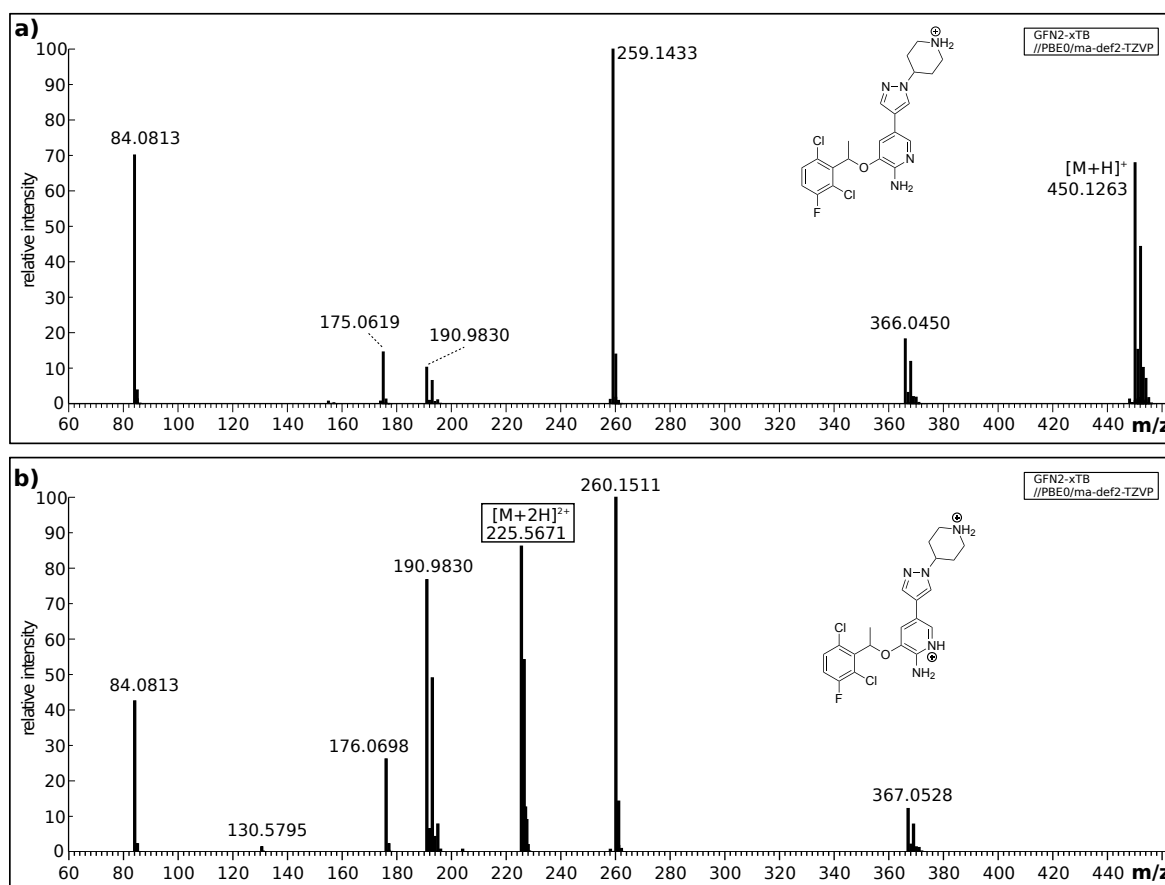 a)
GFN2-xTB
//PBE0/ma-def2-TZVP
relative intensity
100
90
80
70
60
50
40
30
20
10
0
84.0813
175.0619
190.9830
259.1433
366.0450
[M+H]+
450.1263
⊕
NH2
N
N
Cl
O
N
NH2
Cl
F
60 80 100 120 140 160 180 200 220 240 260 280 300 320 340 360 380 400 420 440 m/z
b)
GFN2-xTB
//PBE0/ma-def2-TZVP
relative intensity
100
90
80
70
60
50
40
30
20
10
0
84.0813
130.5795
176.0698
190.9830
[M+2H]2+
225.5671
260.1511
367.0528
⊕
NH2
N
N
Cl
O
NH
⊕
NH2
Cl
F
60 80 100 120 140 160 180 200 220 240 260 280 300 320 340 360 380 400 420 440 m/z